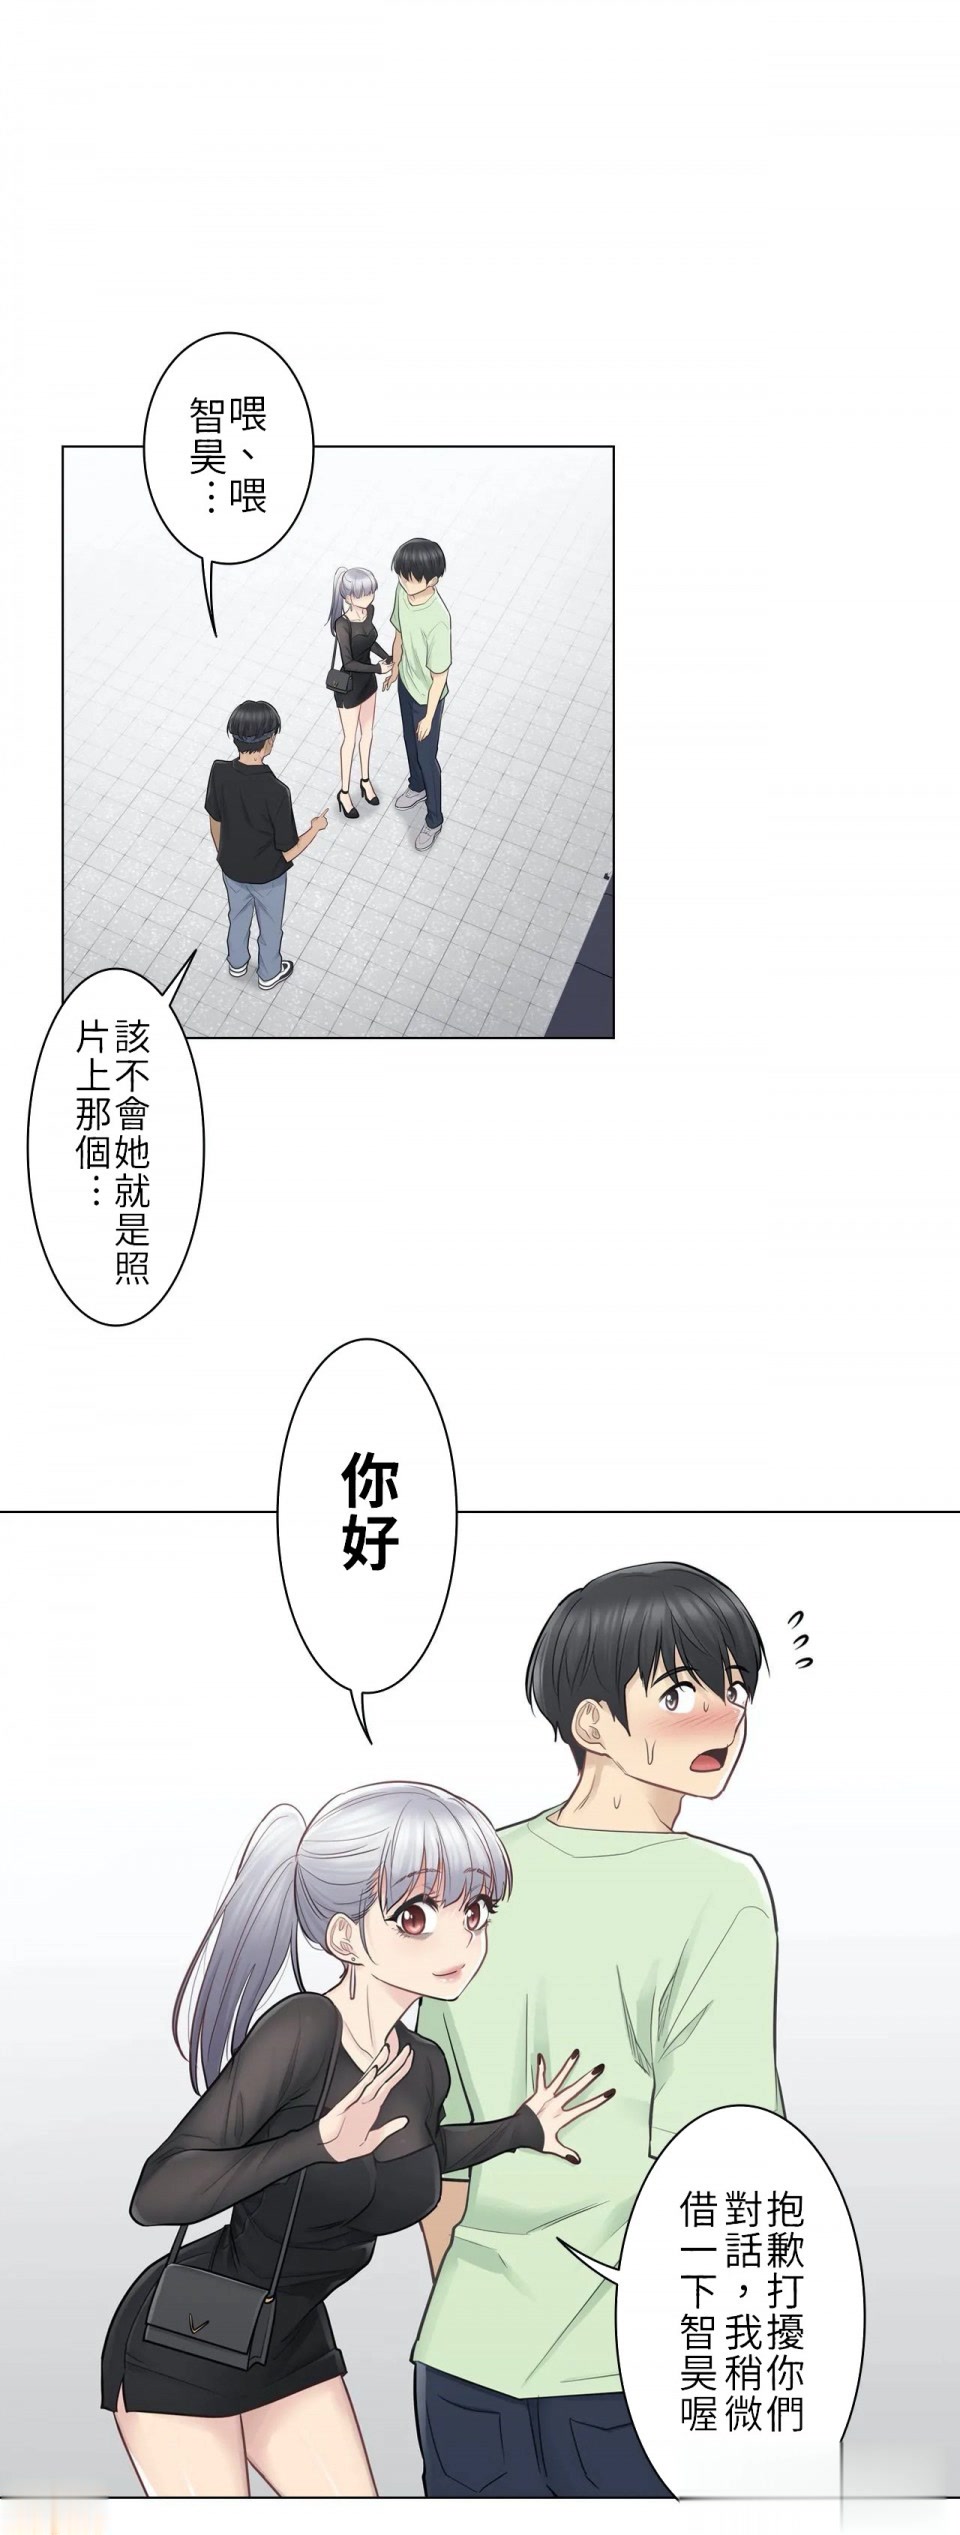 喂、喂
智昊⋯
該不會她就是照
片上那個⋯
你好
抱歉打擾你們
對話，我稍微
借一下智昊喔